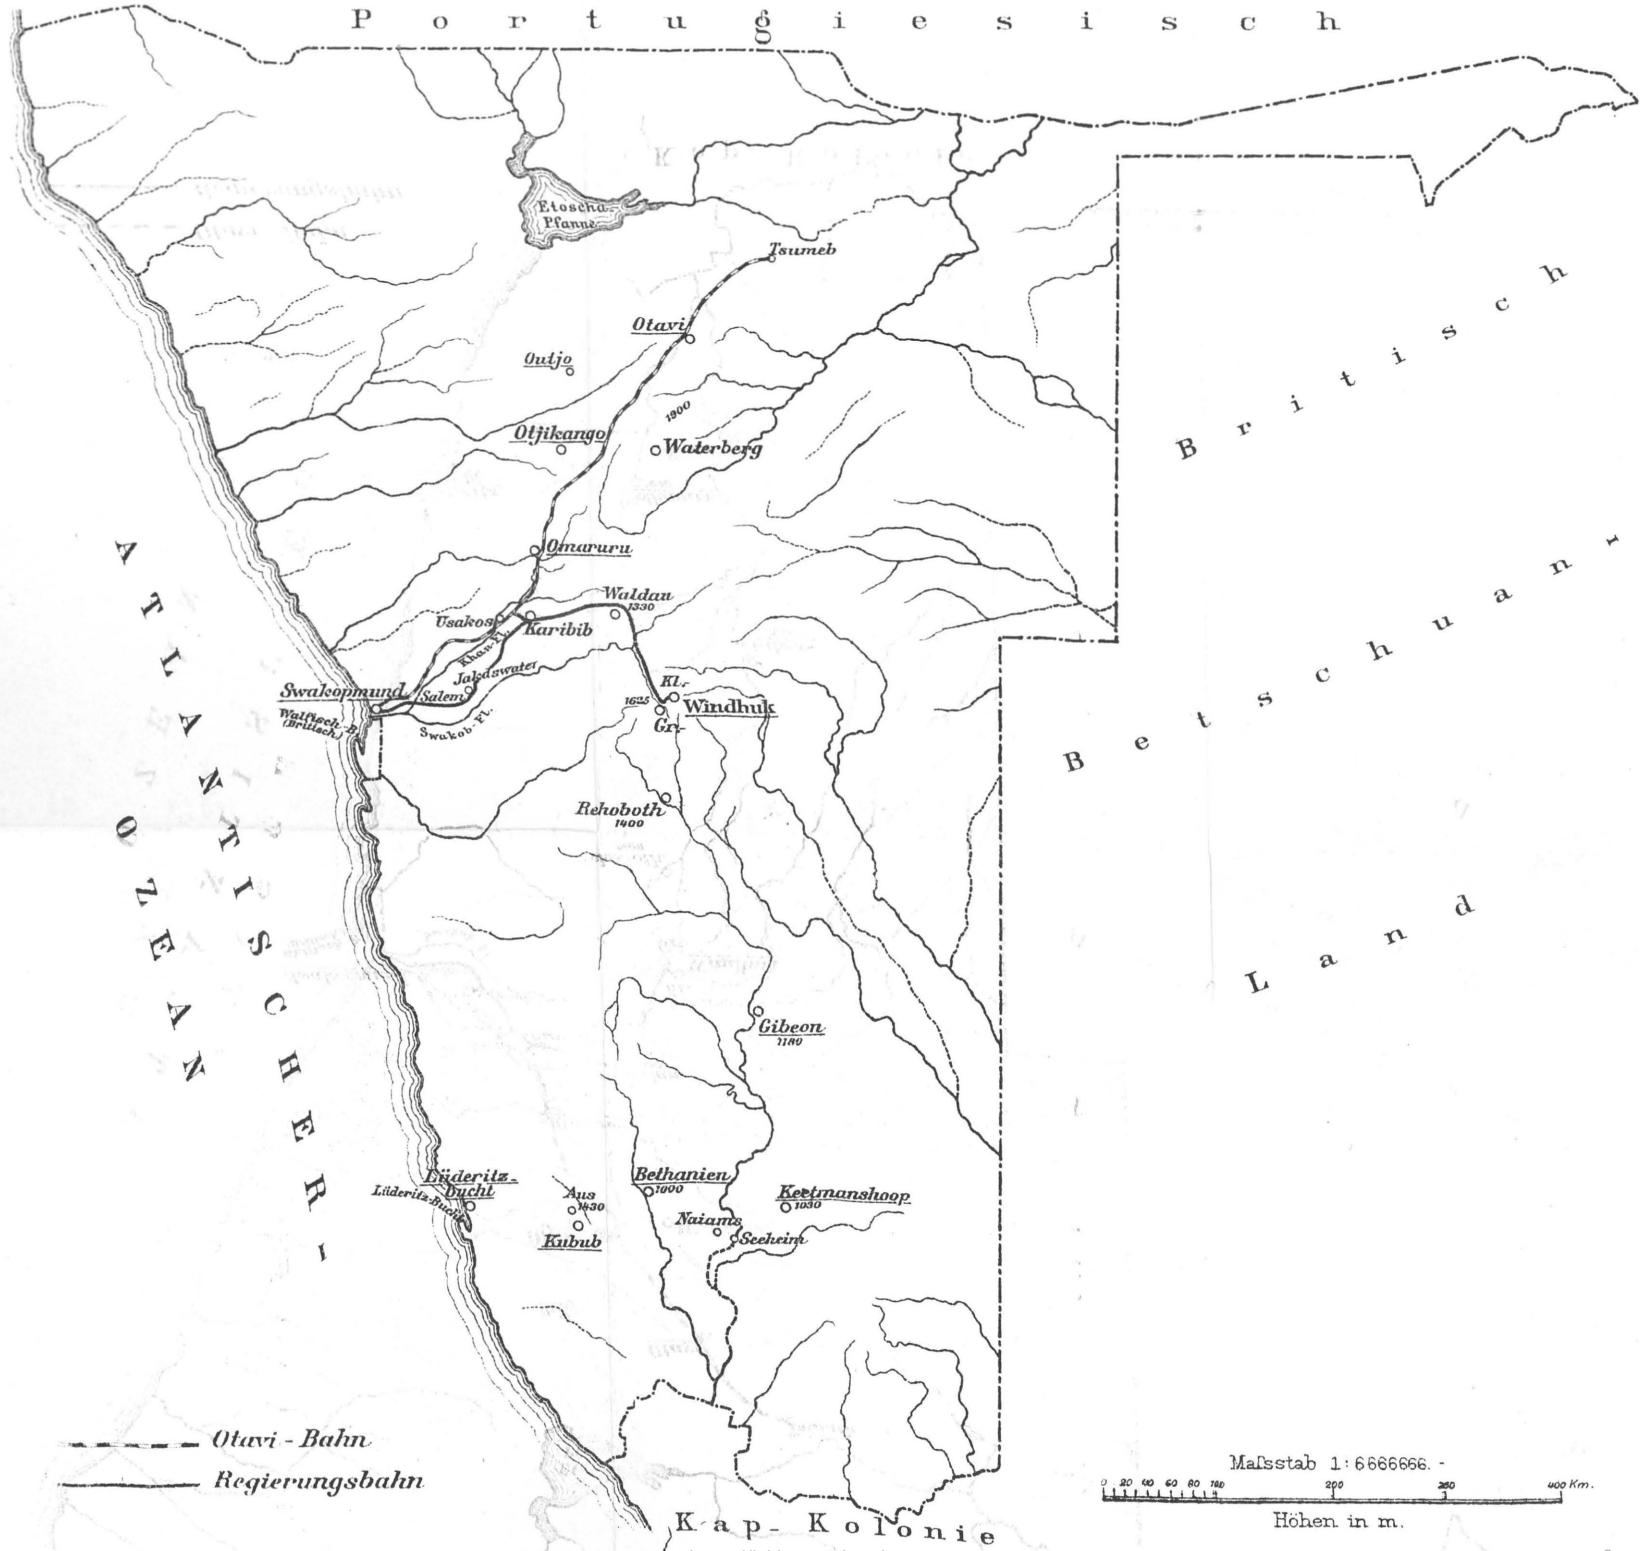 Portugiesisch
Etoscha-
Pfanne
Tsumeb
Otavi
Outjo
1900
Otjikango
Waterberg
Omaruru
Waldau
1330
Usakos
Karibib
Khan-Fl.
Jakalswater
Salem
Swakopmund
Walfisch-B.
(Britisch)
Swakob-Fl.
Kl.-
1625
Windhuk
Gr.-
Rehoboth
1400
Gibeon
1180
Lüderitz-
bucht
Lüderitz-Bucht
Aus
1430
Kubub
Bethanien
1000
Naiams
Seeheim
Keetmanshoop
1030
ATLANTISCHER-
OZEAN
Britisch
Betschuan-
Land
Otavi-Bahn
Regierungsbahn
Maßstab 1:6666666.-
0 20 40 60 80 100 200 300 400 Km.
Höhen in m.
Kap-Kolonie